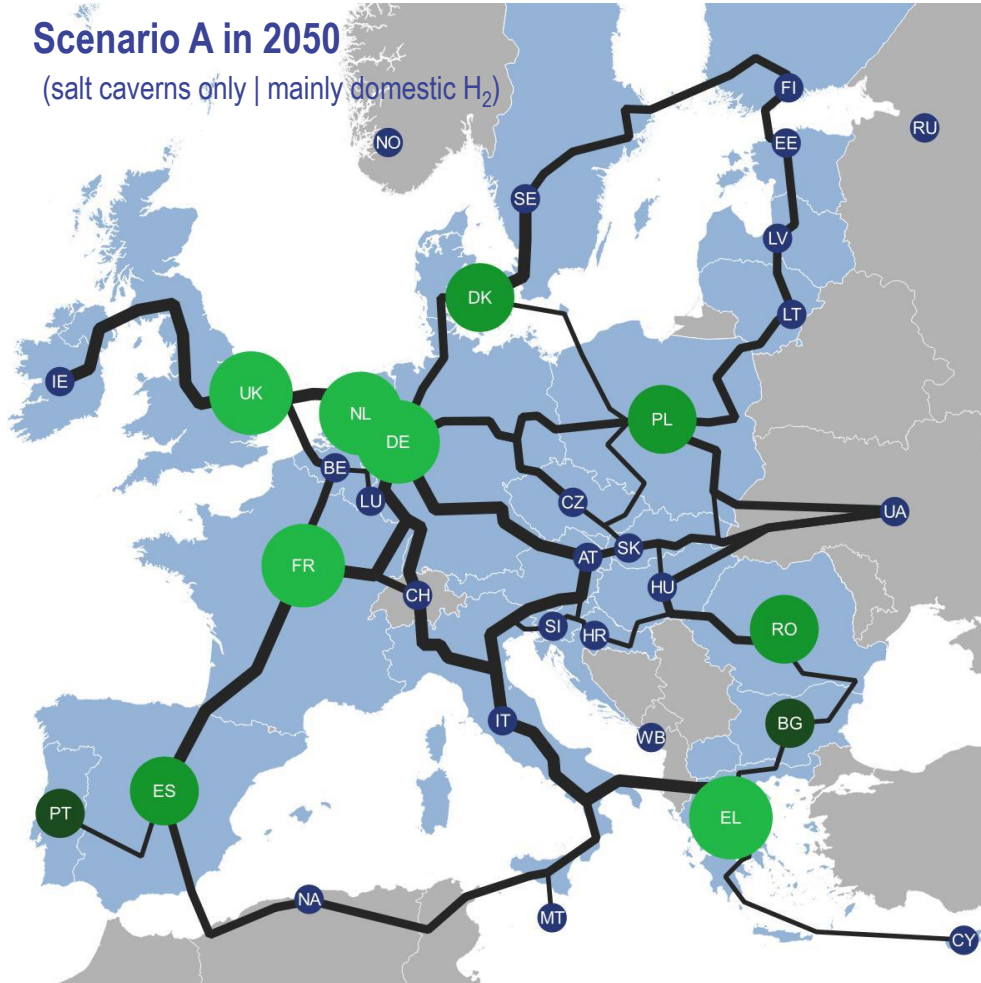 Scenario A in 2050
(salt caverns only | mainly domestic H₂)
FI
NO
RU
EE
SE
LV
DK
LT
IE
UK
NL
PL
DE
BE
LU
CZ
UA
SK
AT
FR
HU
CH
SI
HR
RO
IT
BG
WB
ES
PT
EL
NA
MT
CY